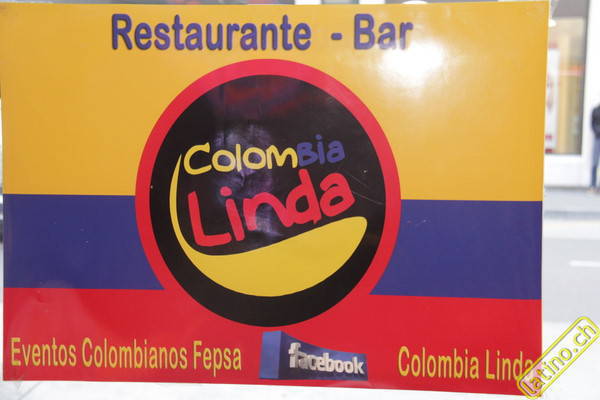 Restaurante - Bar
ColomBia
Linda
Eventos Colombianos Fepsa
facebook
Colombia Linda
latino.ch